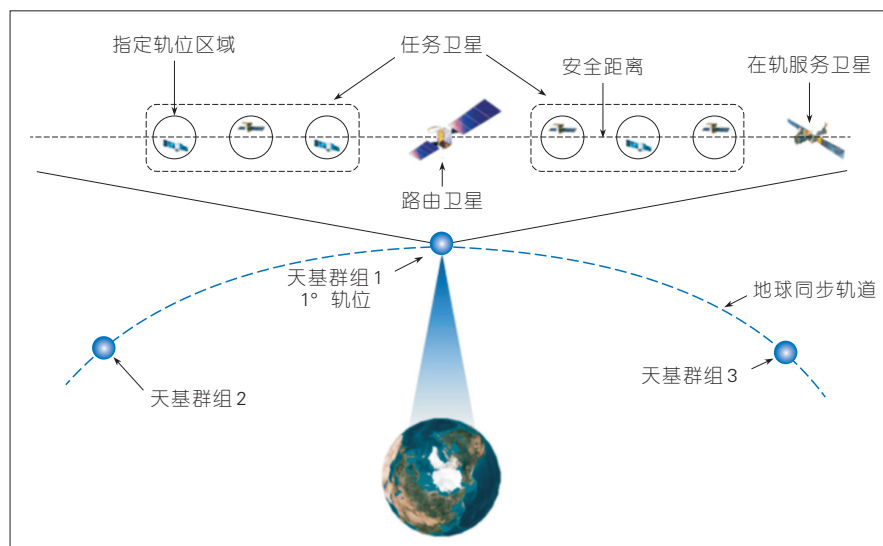 指定轨位区域
任务卫星
安全距离
在轨服务卫星
路由卫星
天基群组1
1° 轨位
地球同步轨道
天基群组2
天基群组3